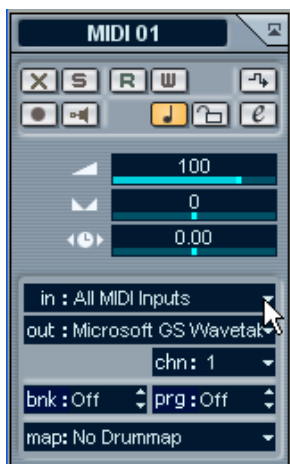 MIDI 01
X S R W
e
100
0
0.00
in : All MIDI Inputs
out : Microsoft GS Wavetab
chn: 1
bnk : Off prg : Off
map: No Drummap